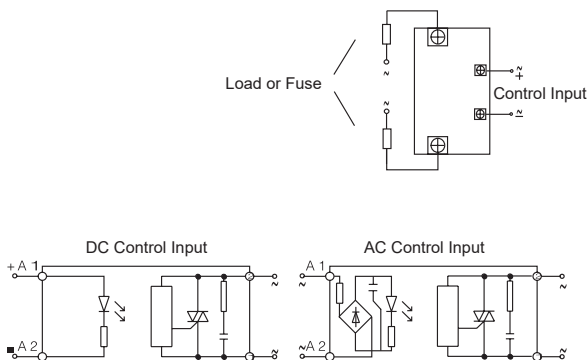 Load or Fuse
~
~
~
+
Control Input
~
–
DC Control Input
AC Control Input
+A 1
~
A 1
~
A 2
~
~A 2
~